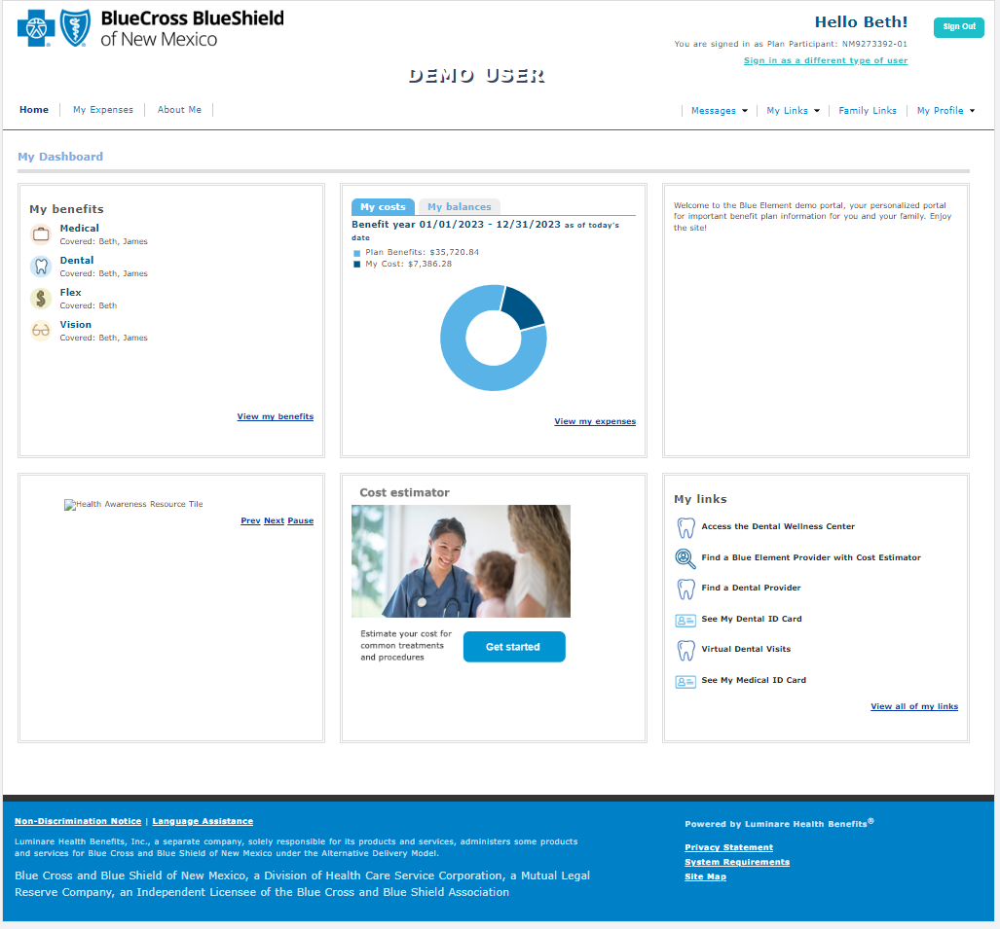 BlueCross BlueShield
of New Mexico
Hello Beth!
Sign Out
You are signed in as Plan Participant: NM9273392-01
Sign in as a different type of user
DEMO USER
Home
My Expenses
About Me
Messages
My Links
Family Links
My Profile
My Dashboard
My benefits
Medical
Covered: Beth, James
Dental
Covered: Beth, James
Flex
Covered: Beth
Vision
Covered: Beth, James
View my benefits
My costs
My balances
Benefit year 01/01/2023 - 12/31/2023 as of today's
date
Plan Benefits: $35,720.84
My Cost: $7,386.28
View my expenses
Welcome to the Blue Element demo portal, your personalized portal
for important benefit plan information for you and your family. Enjoy
the site!
Health Awareness Resource Tile
Prev Next Pause
Cost estimator
Estimate your cost for
common treatments
and procedures
Get started
My links
Access the Dental Wellness Center
Find a Blue Element Provider with Cost Estimator
Find a Dental Provider
See My Dental ID Card
Virtual Dental Visits
See My Medical ID Card
View all of my links
Non-Discrimination Notice | Language Assistance
Luminare Health Benefits, Inc., a separate company, solely responsible for its products and services, administers some products
and services for Blue Cross and Blue Shield of New Mexico under the Alternative Delivery Model.
Blue Cross and Blue Shield of New Mexico, a Division of Health Care Service Corporation, a Mutual Legal
Reserve Company, an Independent Licensee of the Blue Cross and Blue Shield Association
Powered by Luminare Health Benefits®
Privacy Statement
System Requirements
Site Map